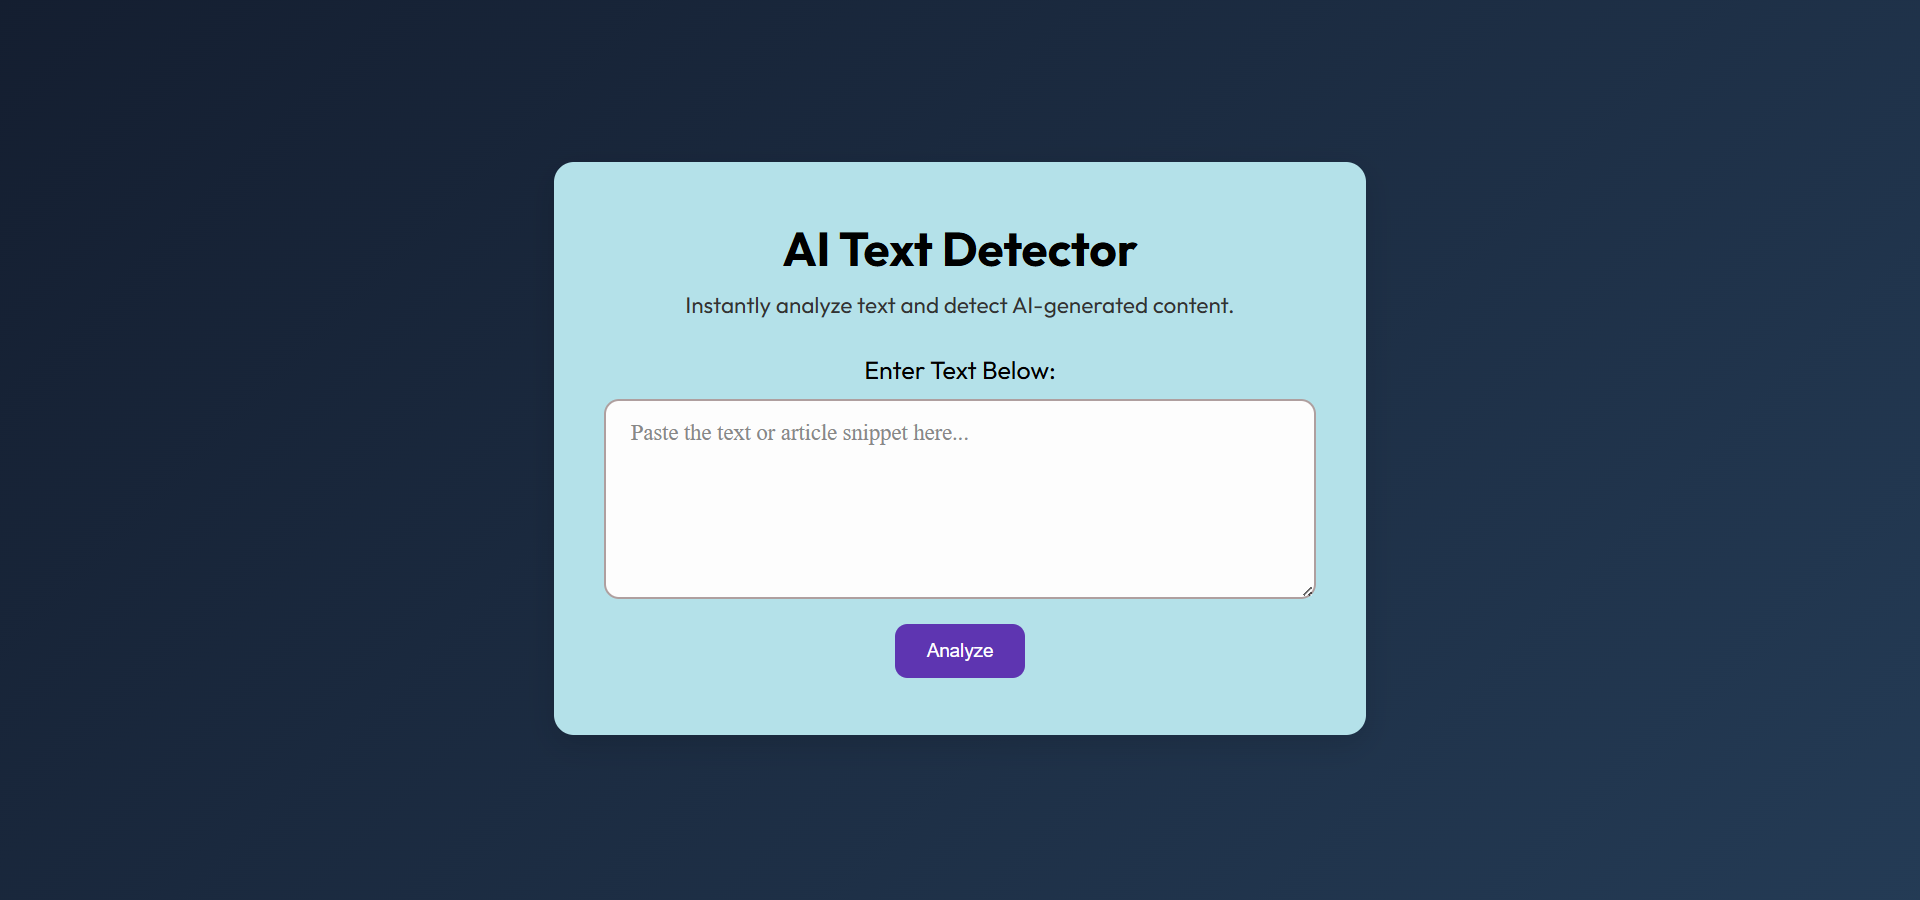 AI Text Detector
Instantly analyze text and detect AI-generated content.
Enter Text Below:
Paste the text or article snippet here...
Analyze